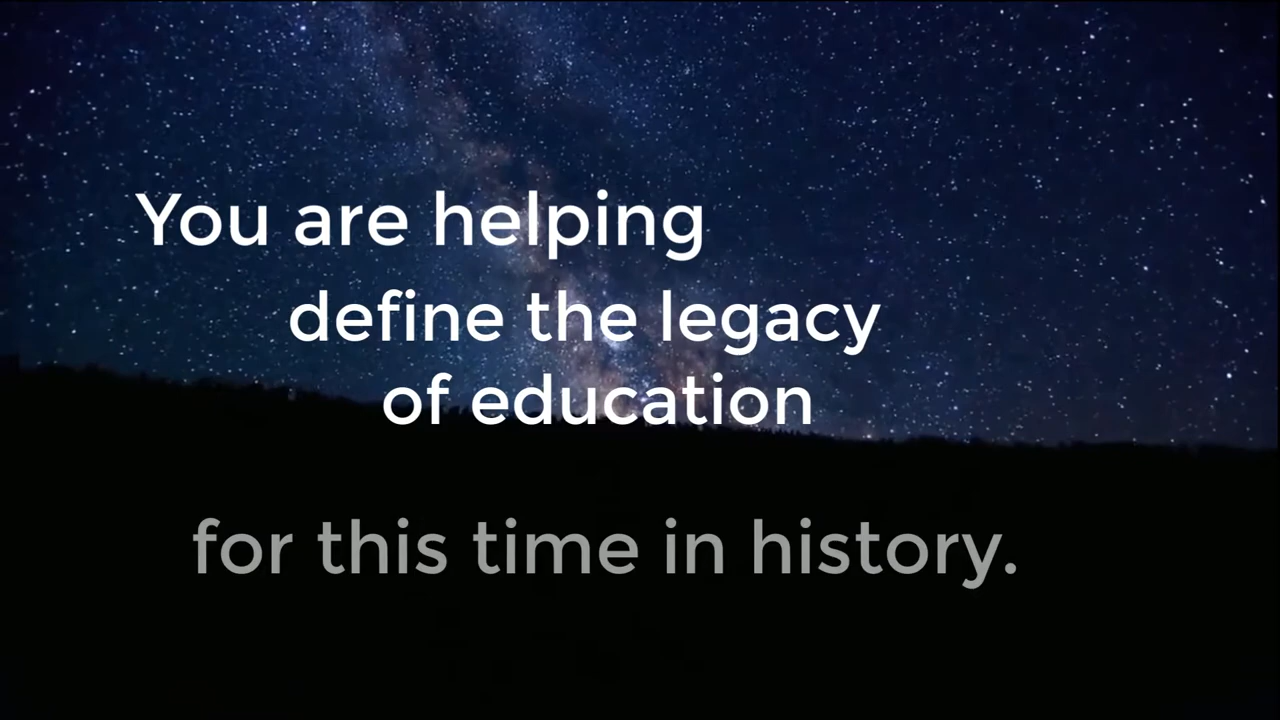 You are helping
define the legacy
of education
for this time in history.